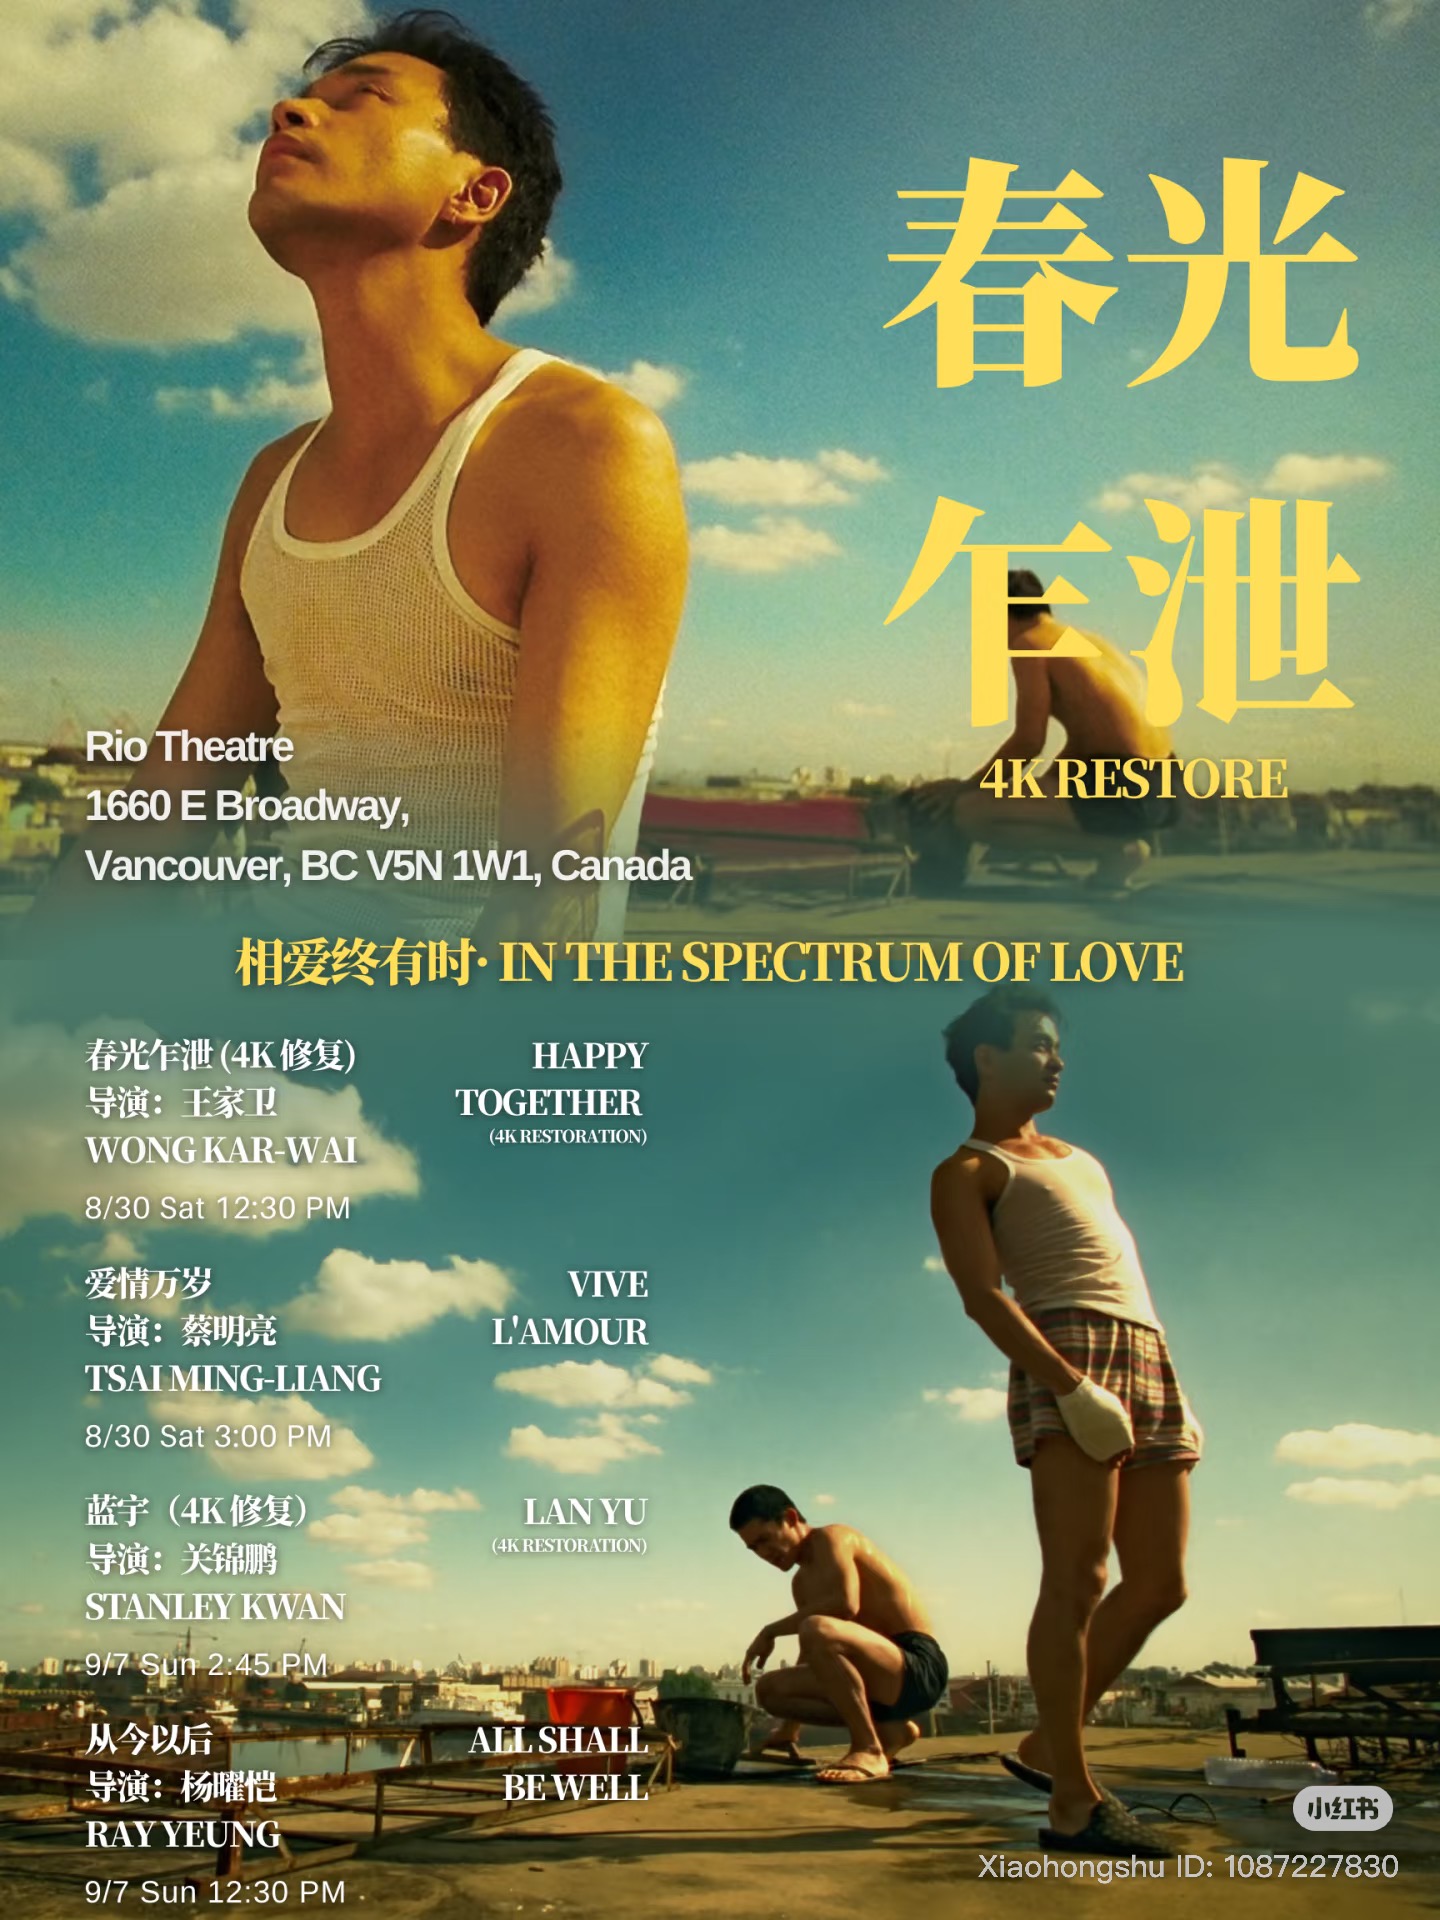 春光
乍泄
4K RESTORE
Rio Theatre
1660 E Broadway,
Vancouver, BC V5N 1W1, Canada
相爱终有时· IN THE SPECTRUM OF LOVE
春光乍泄 (4K 修复)
导演：王家卫
WONG KAR-WAI
8/30 Sat 12:30 PM
HAPPY
TOGETHER
(4K RESTORATION)
爱情万岁
导演：蔡明亮
TSAI MING-LIANG
8/30 Sat 3:00 PM
VIVE
L'AMOUR
蓝宇（4K 修复）
导演：关锦鹏
STANLEY KWAN
9/7 Sun 2:45 PM
LAN YU
(4K RESTORATION)
从今以后
导演：杨曜恺
RAY YEUNG
9/7 Sun 12:30 PM
ALL SHALL
BE WELL
小红书
Xiaohongshu ID: 1087227830